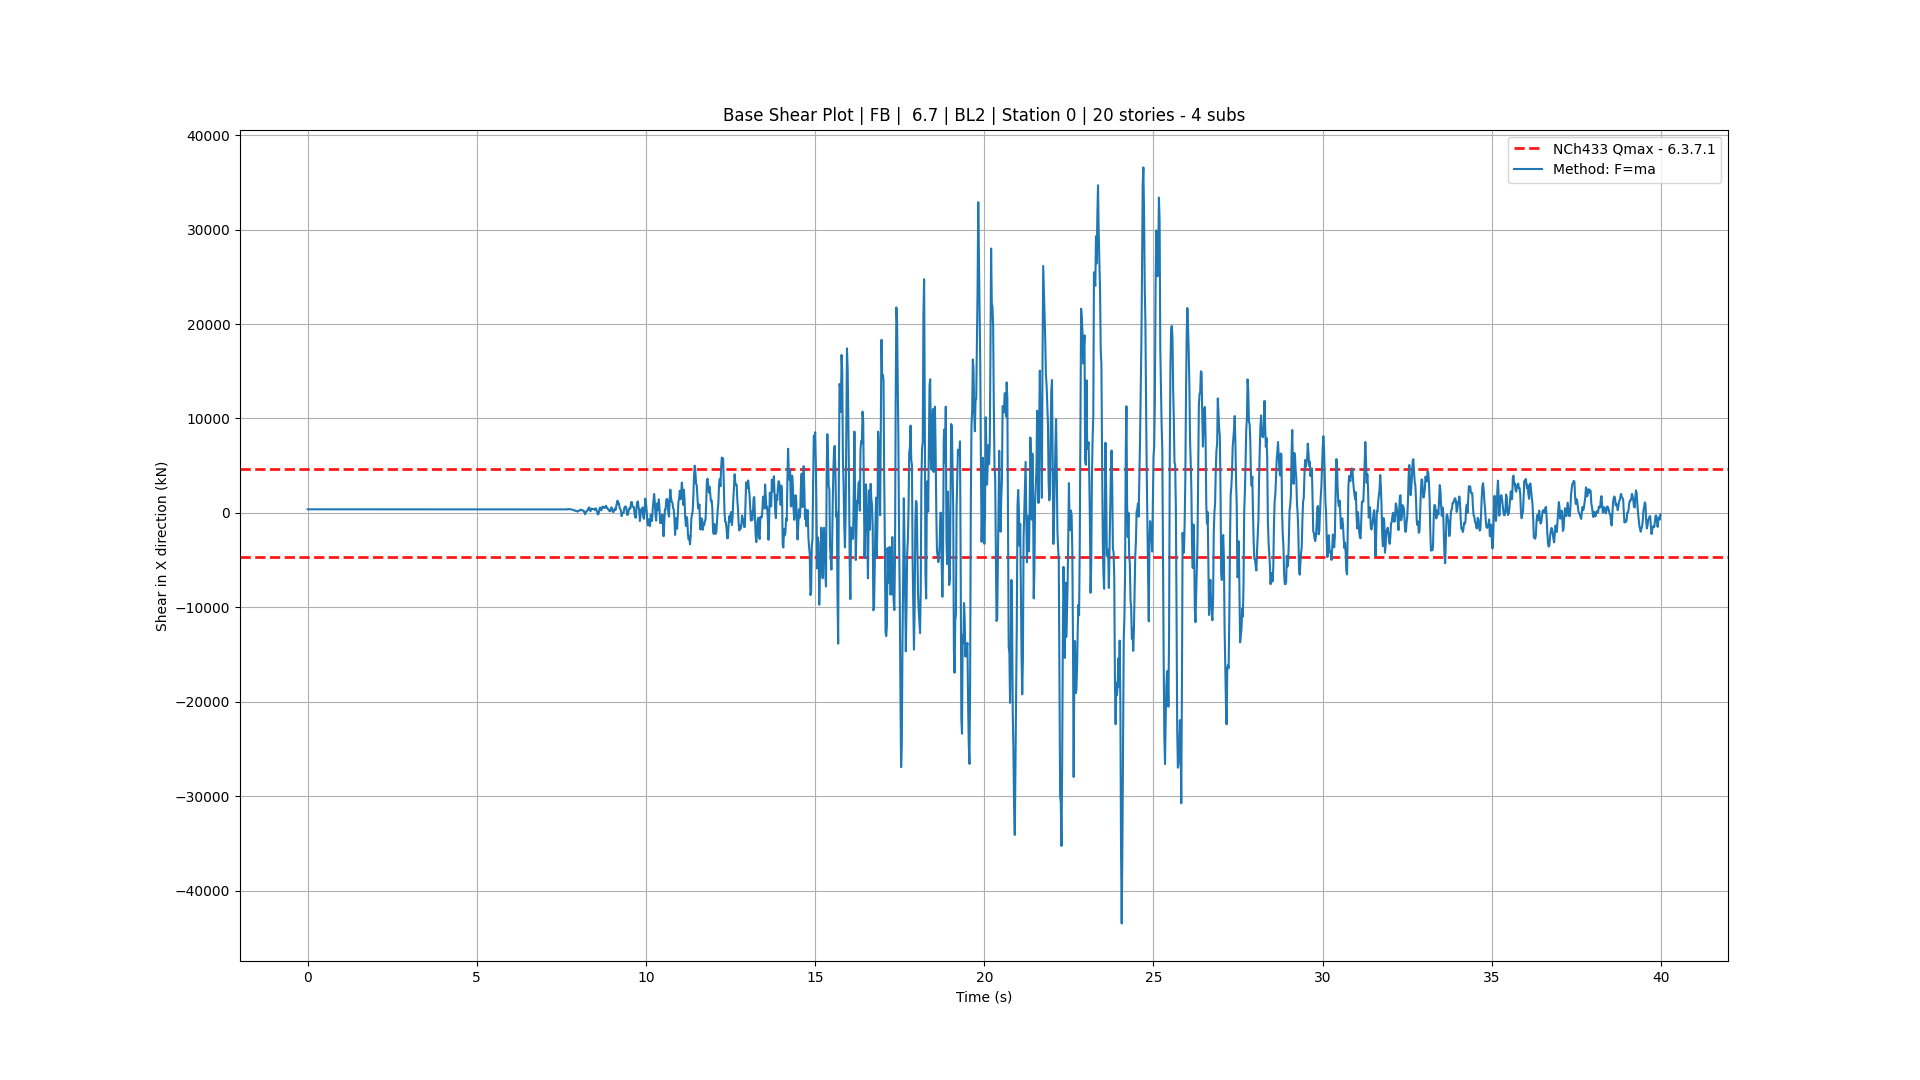 Base Shear Plot | FB |  6.7 | BL2 | Station 0 | 20 stories - 4 subs
NCh433 Qmax - 6.3.7.1
Method: F=ma
Shear in X direction (kN)
40000
30000
20000
10000
0
−10000
−20000
−30000
−40000
0 5 10 15 20 25 30 35 40
Time (s)